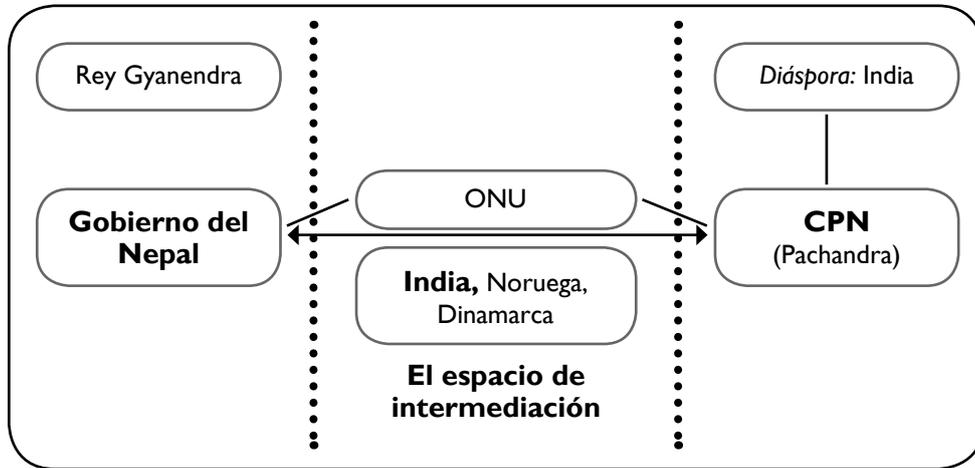 Rey Gyanendra
Diáspora: India
ONU
Gobierno del
Nepal
CPN
(Pachandra)
India, Noruega,
Dinamarca
El espacio de
intermediación